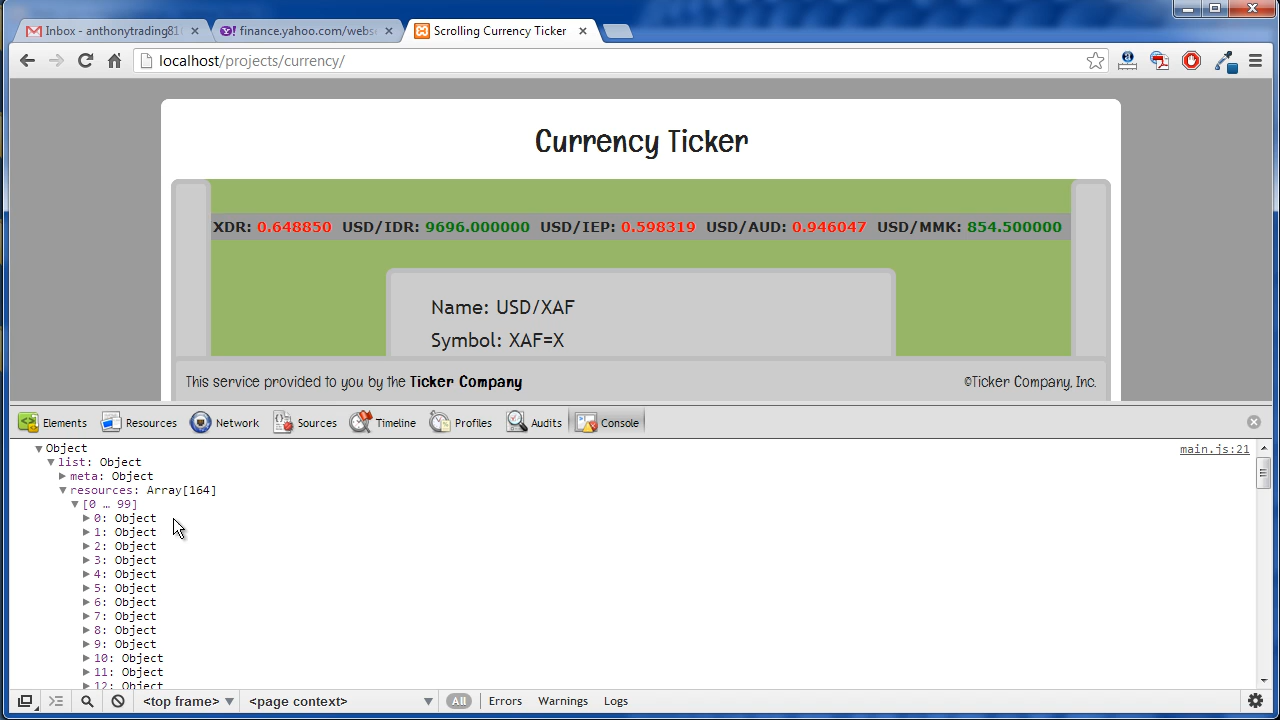 Inbox - anthonytrading81
finance.yahoo.com/webs
Scrolling Currency Ticker
localhost/projects/currency/
Currency Ticker
XDR: 0.648850 USD/IDR: 9696.000000 USD/IEP: 0.598319 USD/AUD: 0.946047 USD/MMK: 854.500000
Name: USD/XAF
Symbol: XAF=X
This service provided to you by the Ticker Company
©Ticker Company, Inc.
Elements Resources Network Sources Timeline Profiles Audits Console
Object
main.js:21
list: Object
meta: Object
resources: Array[164]
[0 … 99]
0: Object
1: Object
2: Object
3: Object
4: Object
5: Object
6: Object
7: Object
8: Object
9: Object
10: Object
11: Object
12: Object
<top frame> <page context> All Errors Warnings Logs